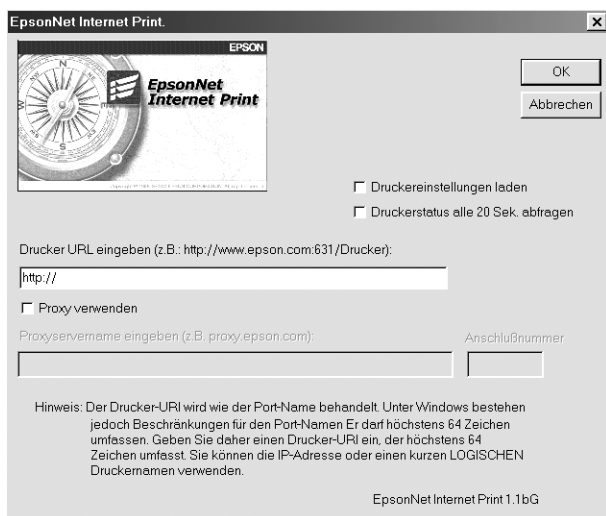 EpsonNet Internet Print.
EPSON
EpsonNet
Internet Print
OK
Abbrechen
Druckereinstellungen laden
Druckerstatus alle 20 Sek. abfragen
Drucker URL eingeben (z.B.: http://www.epson.com:631/Drucker):
http://
Proxy verwenden
Proxyservername eingeben (z.B. proxy.epson.com):
Anschlußnummer
Hinweis: Der Drucker-URI wird wie der Port-Name behandelt. Unter Windows bestehen
jedoch Beschränkungen für den Port-Namen Er darf höchstens 64 Zeichen
umfassen. Geben Sie daher einen Drucker-URI ein, der höchstens 64
Zeichen umfasst. Sie können die IP-Adresse oder einen kurzen LOGISCHEN
Druckernamen verwenden.
EpsonNet Internet Print 1.1bG